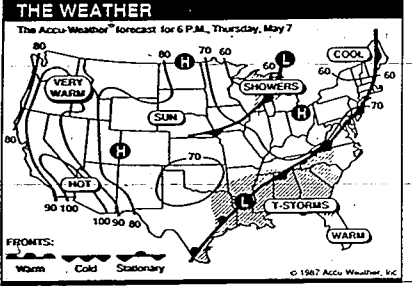 THE WEATHER
The Accu-Weather™ forecast for 6 P.M., Thursday, May 7
80
80
70
60
H
L
60
COOL
60
VERY WARM
SHOWERS
70
SUN
H
80
H
70
HOT
L
T-STORMS
90 100
100 90 80
WARM
FRONTS:
Warm
Cold
Stationary
© 1987 Accu Weather, Inc